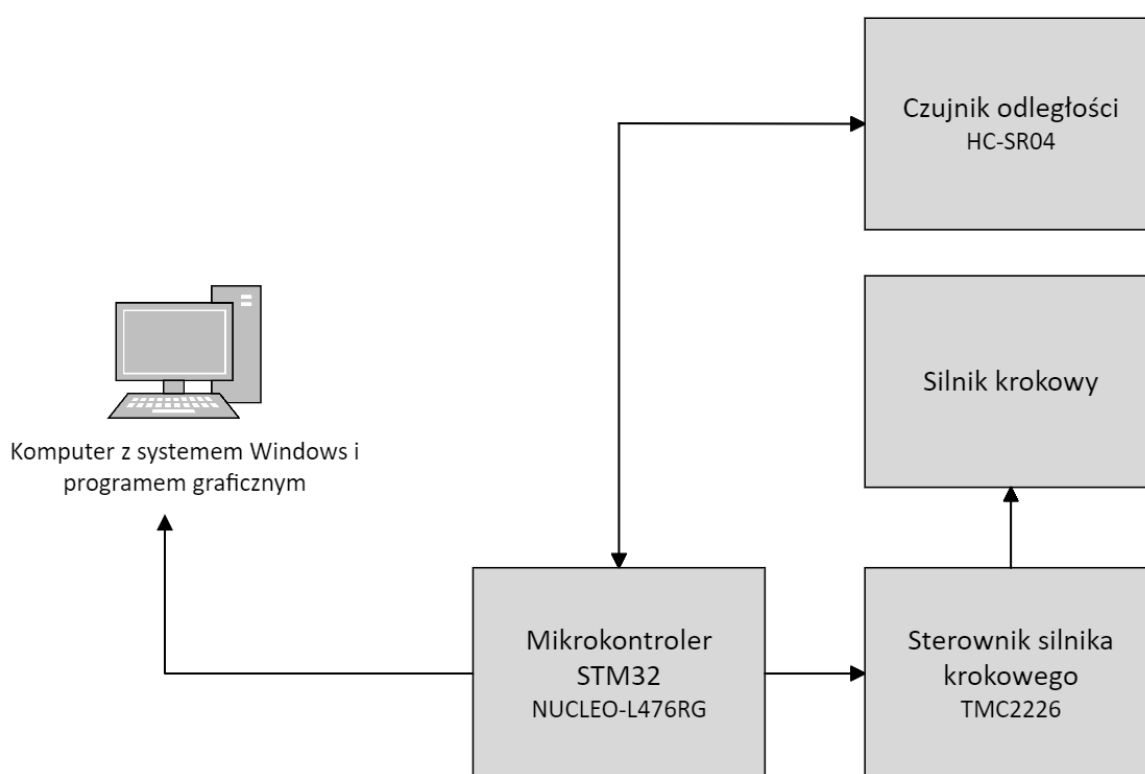 Czujnik odległości
HC-SR04
Silnik krokowy
Komputer z systemem Windows i
programem graficznym
Mikrokontroler
STM32
NUCLEO-L476RG
Sterownik silnika
krokowego
TMC2226